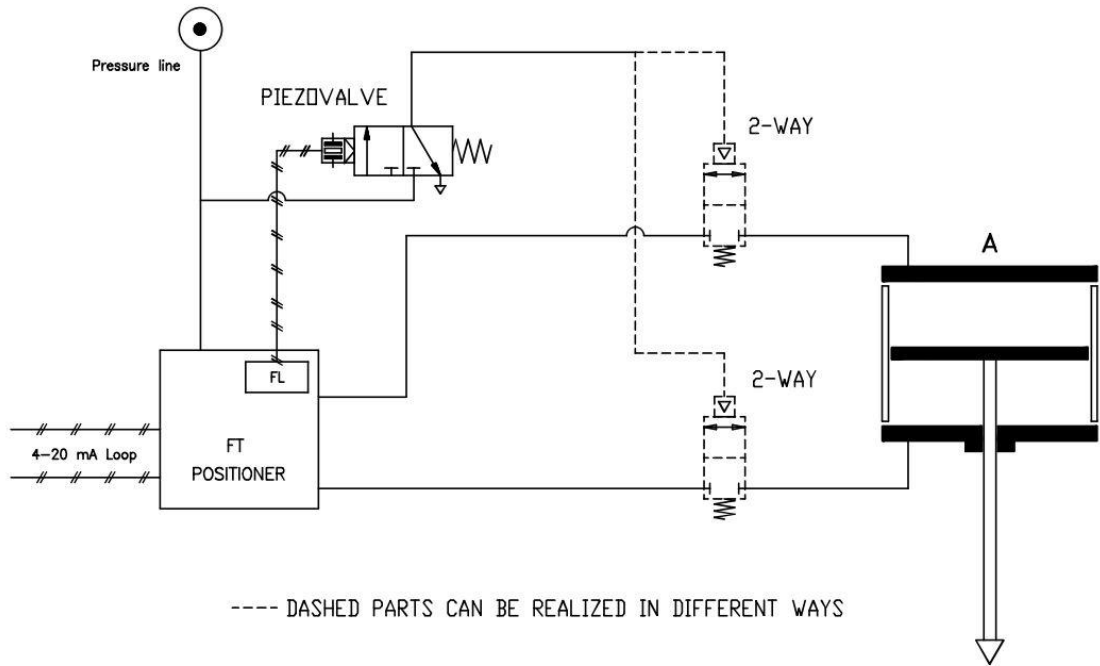 Pressure line
PIEZOVALVE
2-WAY
A
2-WAY
FL
4-20 mA Loop
FT
POSITIONER
---- DASHED PARTS CAN BE REALIZED IN DIFFERENT WAYS